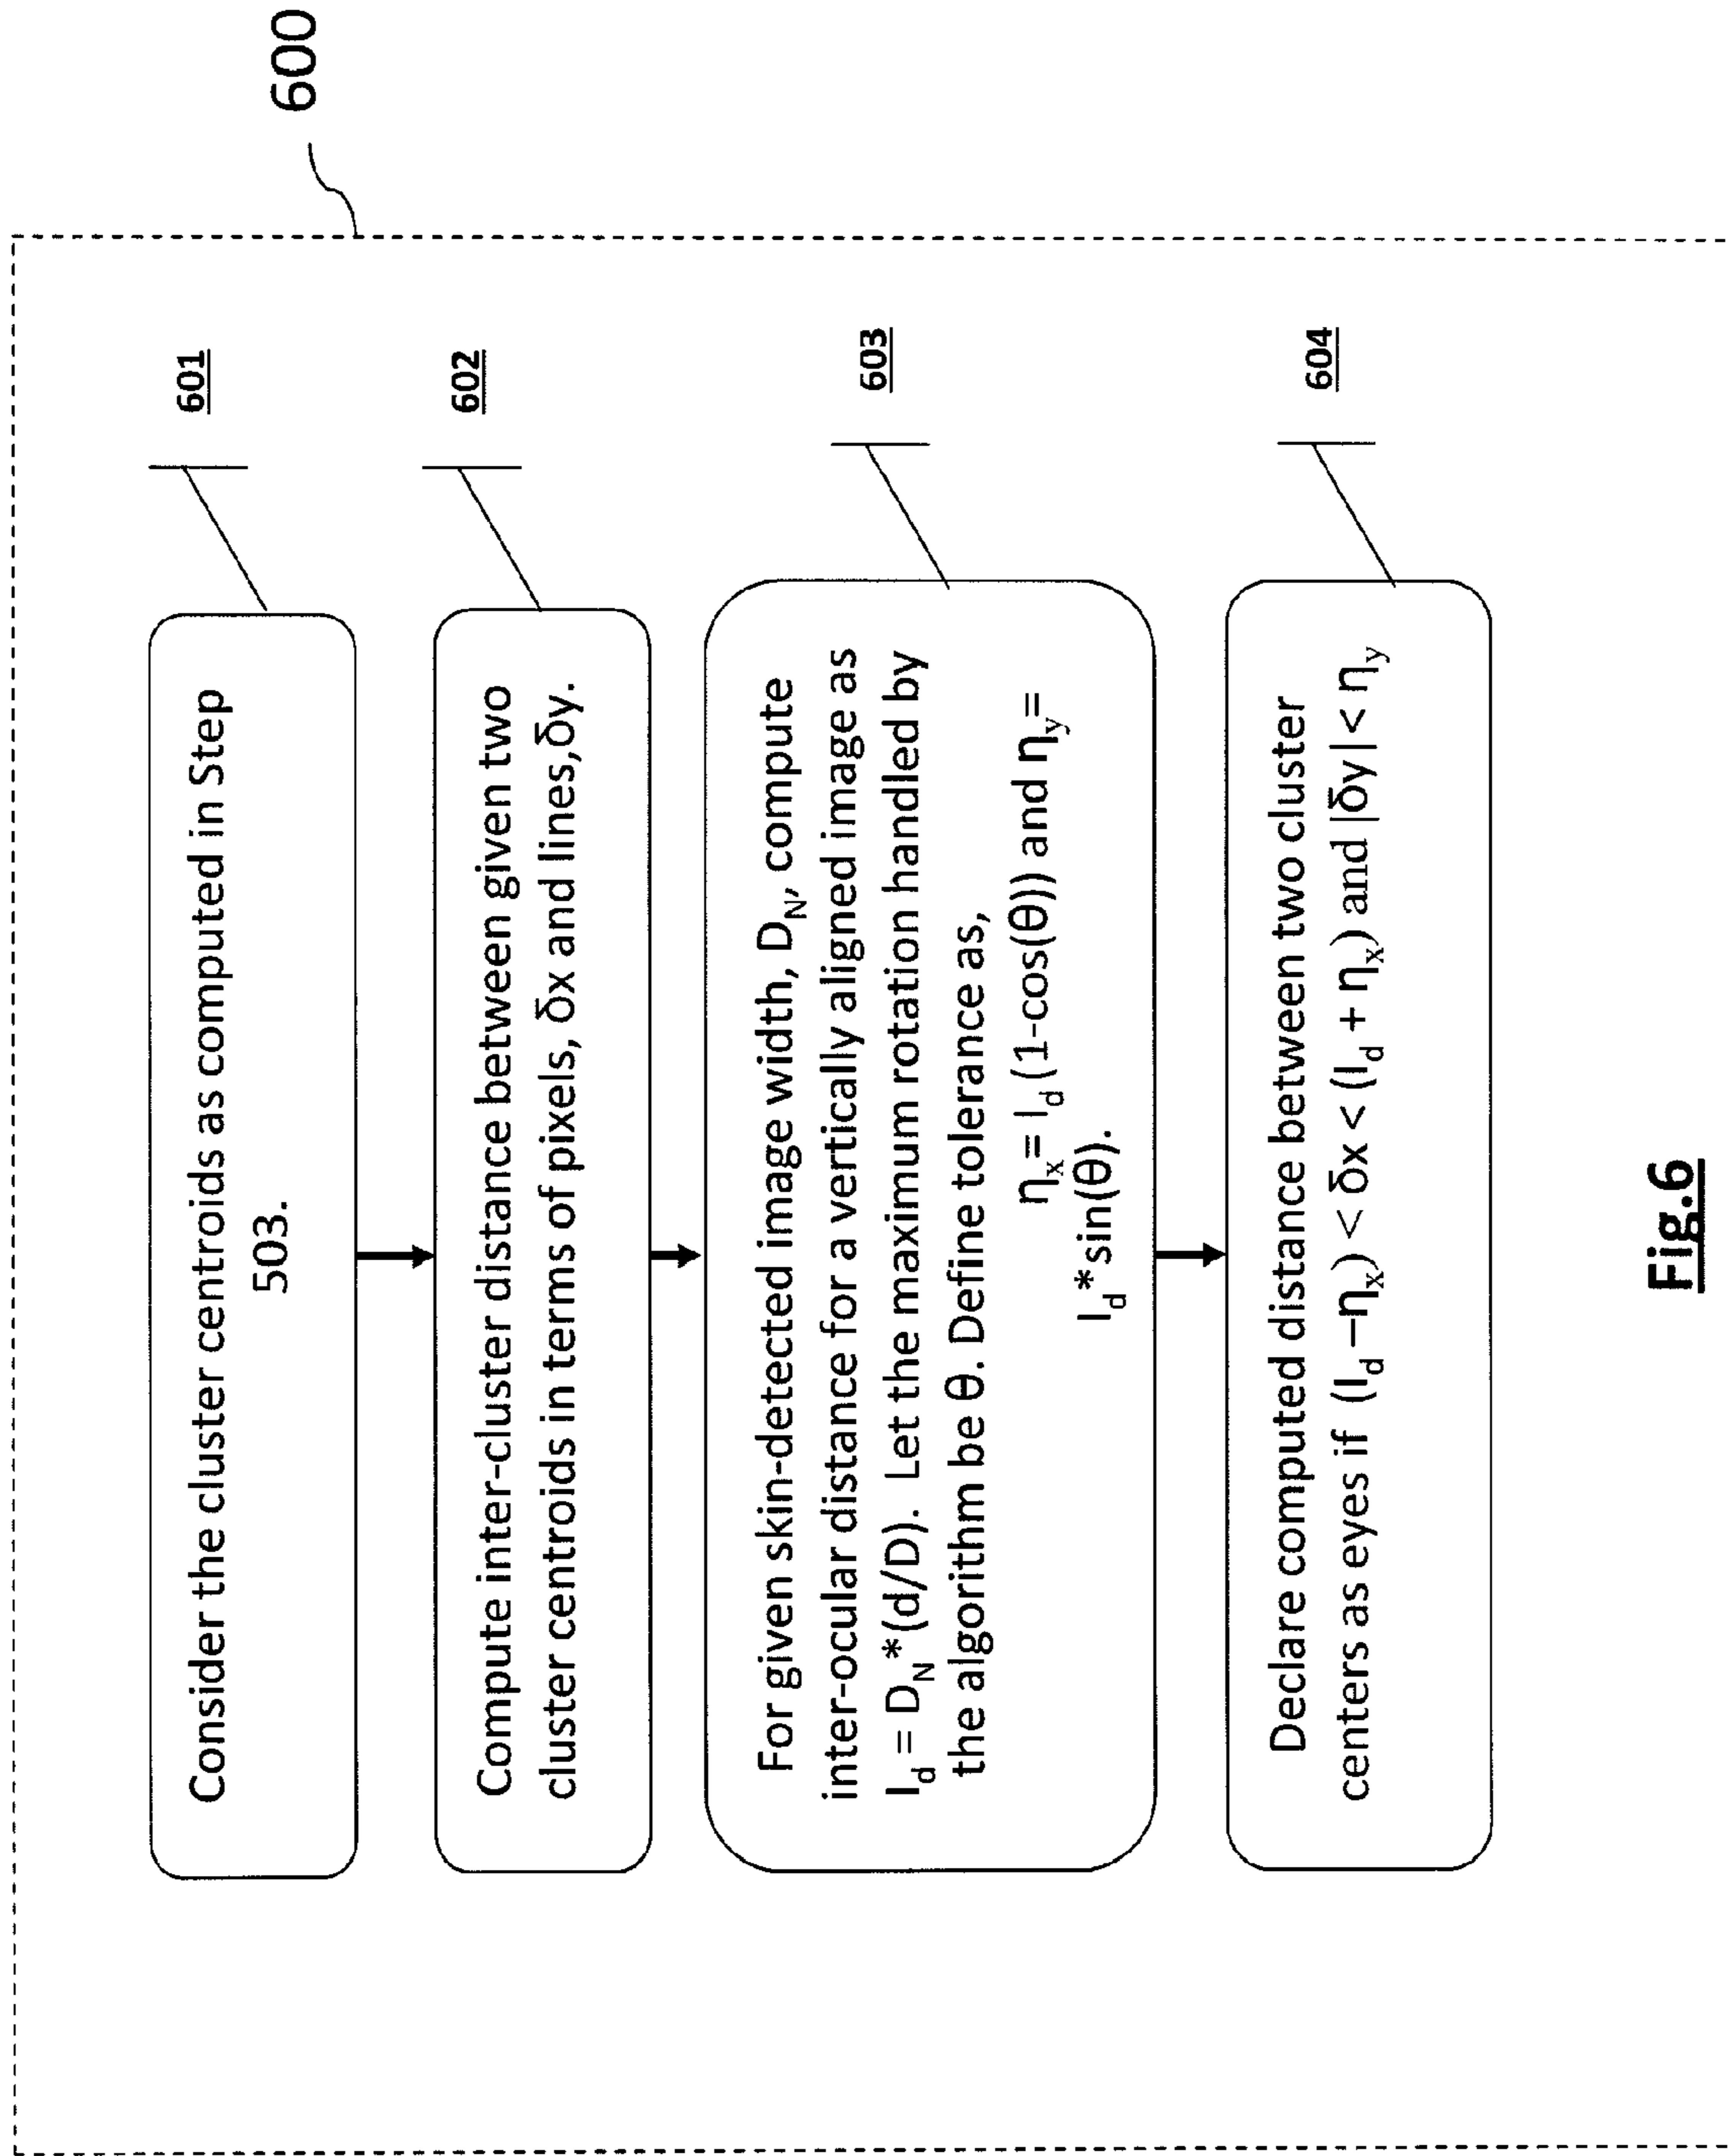 600
Consider the cluster centroids as computed in Step
503.
601
Compute inter-cluster distance between given two
cluster centroids in terms of pixels, δx and lines,δy.
602
For given skin-detected image width, D_N, compute
inter-ocular distance for a vertically aligned image as
I_d = D_N*(d/D). Let the maximum rotation handled by
the algorithm be θ. Define tolerance as,
η_x = I_d (1-cos(θ)) and η_y =
I_d*sin(θ).
603
Declare computed distance between two cluster
centers as eyes if (I_d –η_x) < δx < (I_d + η_x) and |δy|< η_y
604
Fig.6